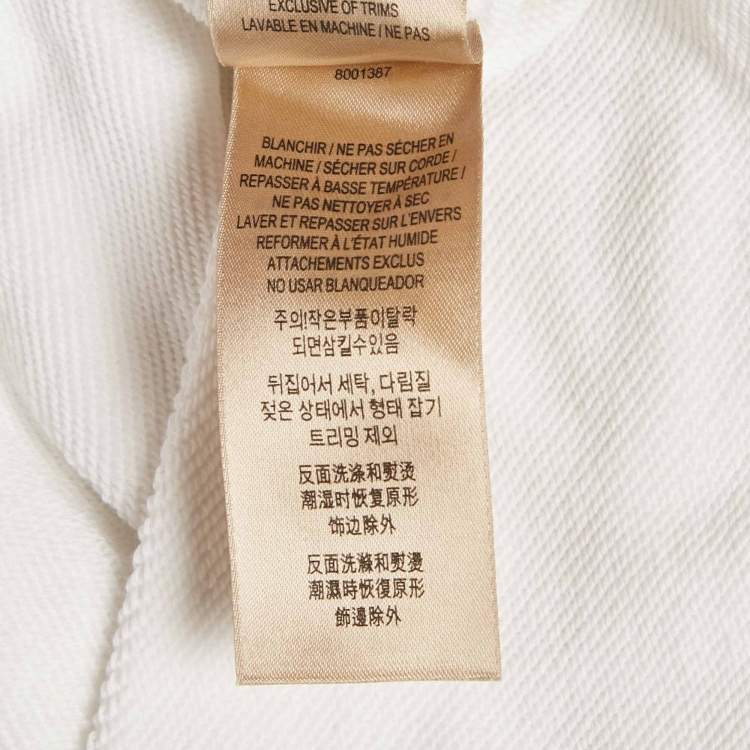 EXCLUSIVE OF TRIMS
LAVABLE EN MACHINE / NE PAS
8001387
BLANCHIR / NE PAS SÉCHER EN
MACHINE / SÉCHER SUR CORDE /
REPASSER À BASSE TEMPÉRATURE /
NE PAS NETTOYER À SEC
LAVER ET REPASSER SUR L'ENVERS
REFORMER À L'ÉTAT HUMIDE
ATTACHEMENTS EXCLUS
NO USAR BLANQUEADOR
주의!작은부품이탈락
되면삼킬수있음
뒤집어서 세탁, 다림질
젖은 상태에서 형태 잡기
트리밍 제외
反面洗涤和熨烫
潮湿时恢复原形
饰边除外
反面洗滌和熨燙
潮濕時恢復原形
飾邊除外